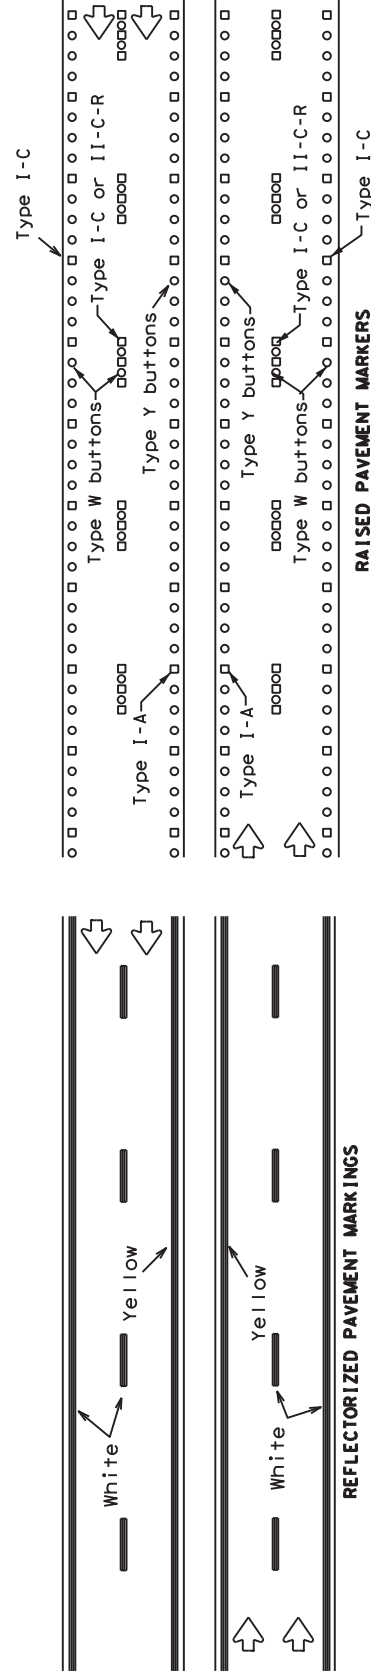 Type I-C
Type I-C or II-C-R
Type W buttons
Type Y buttons
Type I-A
Type Y buttons
Type I-A
Type I-C or II-C-R
Type W buttons
Type I-C
RAISED PAVEMENT MARKERS
White
Yellow
Yellow
White
REFLECTORIZED PAVEMENT MARKINGS